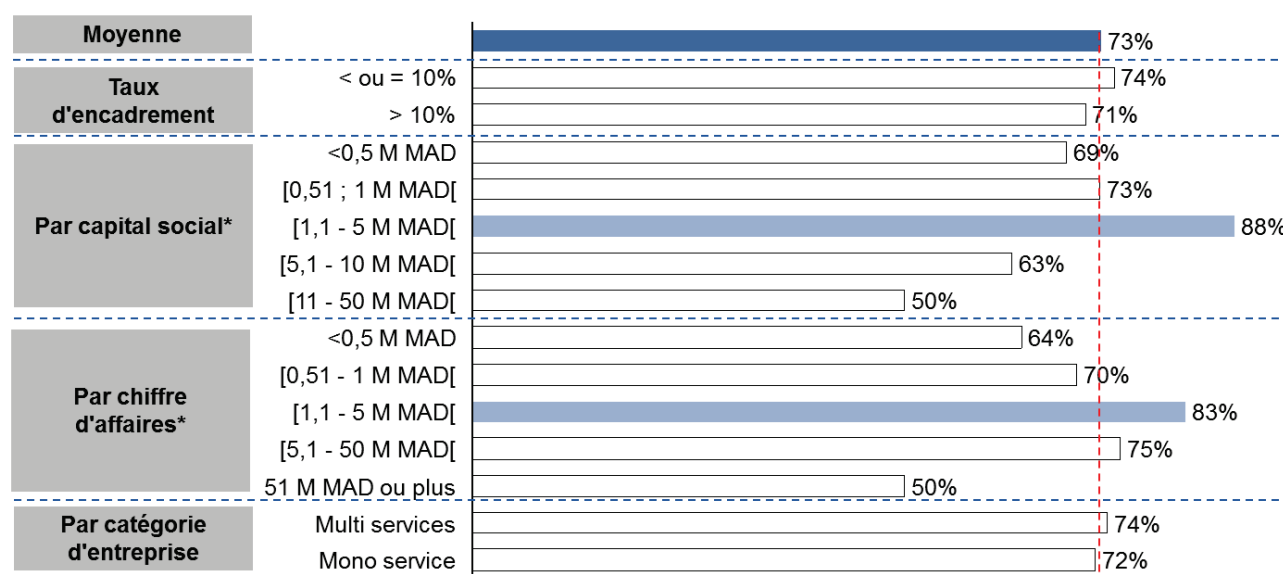 Moyenne
73%
Taux
d'encadrement
< ou = 10%
74%
> 10%
71%
Par capital social*
<0,5 M MAD
69%
[0,51 ; 1 M MAD[
73%
[1,1 - 5 M MAD[
88%
[5,1 - 10 M MAD[
63%
[11 - 50 M MAD[
50%
Par chiffre
d'affaires*
<0,5 M MAD
64%
[0,51 - 1 M MAD[
70%
[1,1 - 5 M MAD[
83%
[5,1 - 50 M MAD[
75%
51 M MAD ou plus
50%
Par catégorie
d'entreprise
Multi services
74%
Mono service
72%